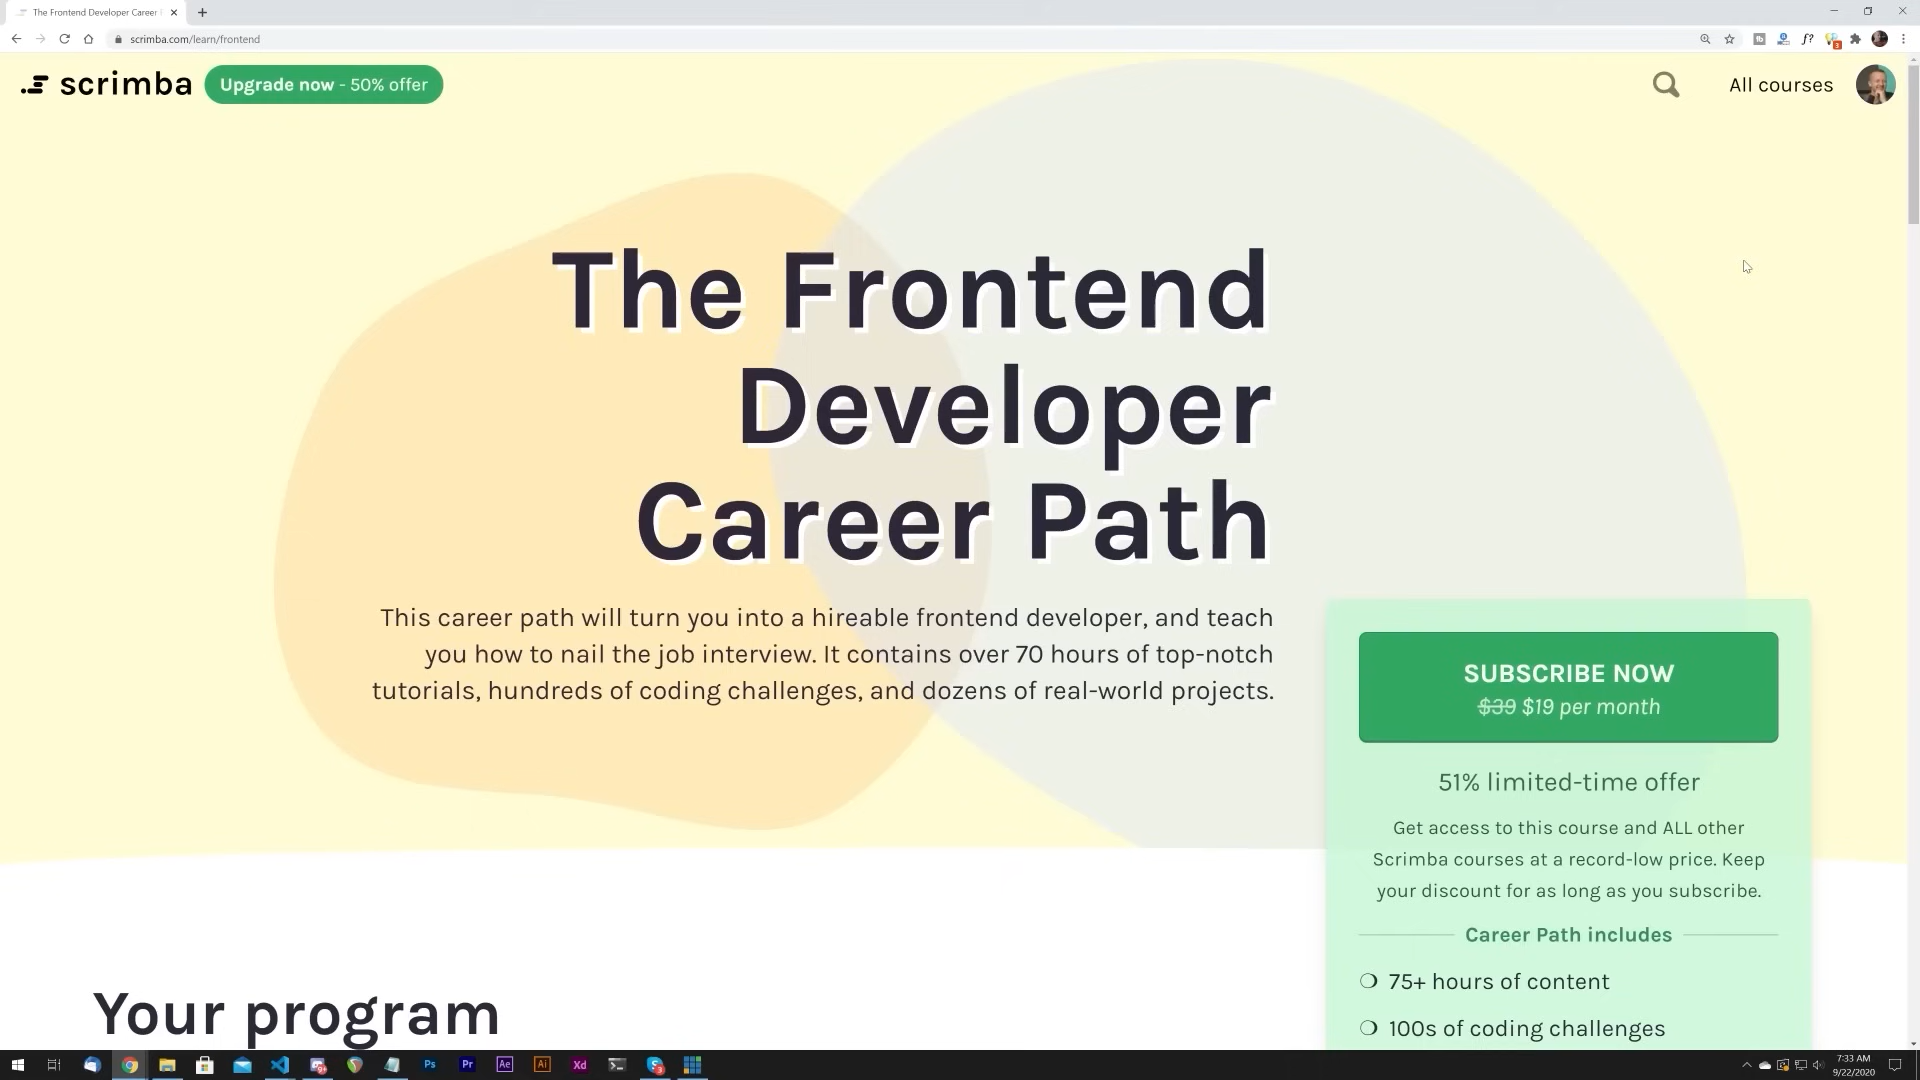 The Frontend Developer Career
scrimba.com/learn/frontend
scrimba
Upgrade now - 50% offer
All courses
The Frontend
Developer
Career Path
This career path will turn you into a hireable frontend developer, and teach
you how to nail the job interview. It contains over 70 hours of top-notch
tutorials, hundreds of coding challenges, and dozens of real-world projects.
SUBSCRIBE NOW
$39 $19 per month
51% limited-time offer
Get access to this course and ALL other
Scrimba courses at a record-low price. Keep
your discount for as long as you subscribe.
Career Path includes
75+ hours of content
100s of coding challenges
Your program
Ps
Pr
Ae
Ai
Xd
7:33 AM
9/22/2020